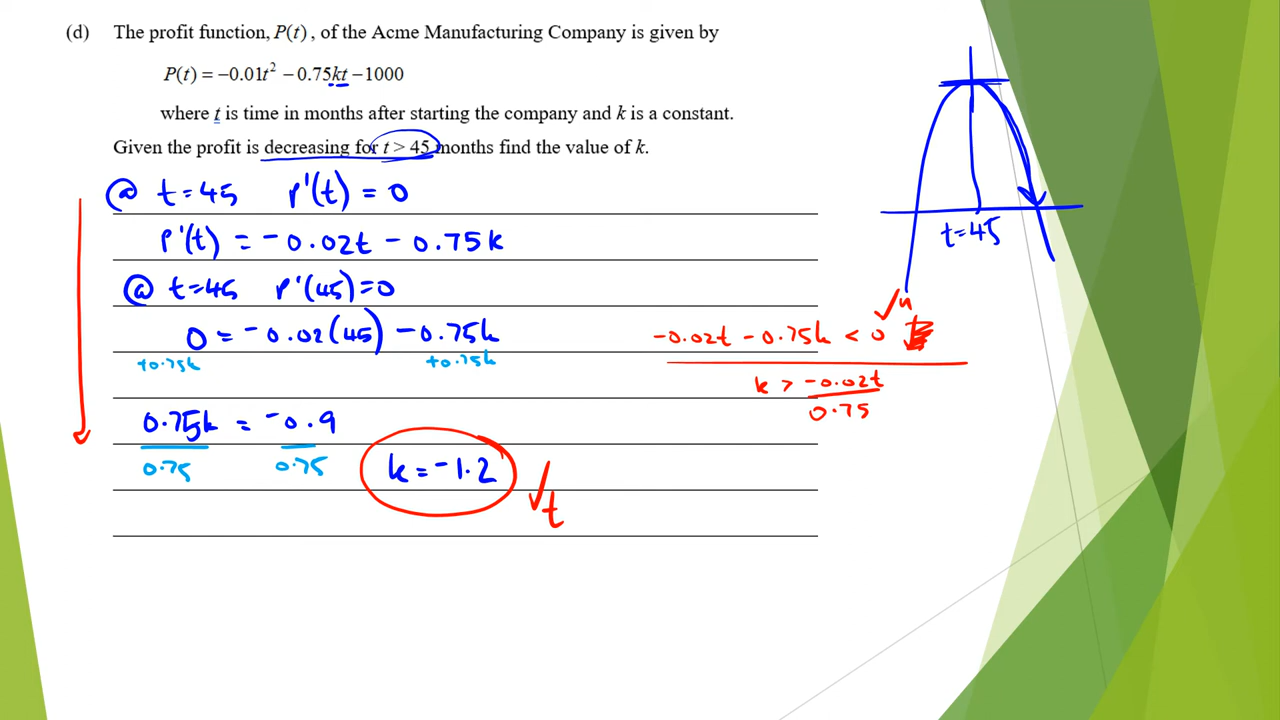 (d) The profit function, P(t), of the Acme Manufacturing Company is given by
P(t) = −0.01t² − 0.75kt − 1000
where t is time in months after starting the company and k is a constant.
Given the profit is decreasing for t > 45 months find the value of k.
@ t=45 P'(t) = 0
P'(t) = -0.02t - 0.75k
@ t=45 P'(45)=0
0 = -0.02(45) -0.75k
+0.75k +0.75k
0.75k = -0.9
0.75 0.75
k = -1.2
√t
t=45
√u
-0.02t - 0.75k < 0
k > -0.02t
0.75